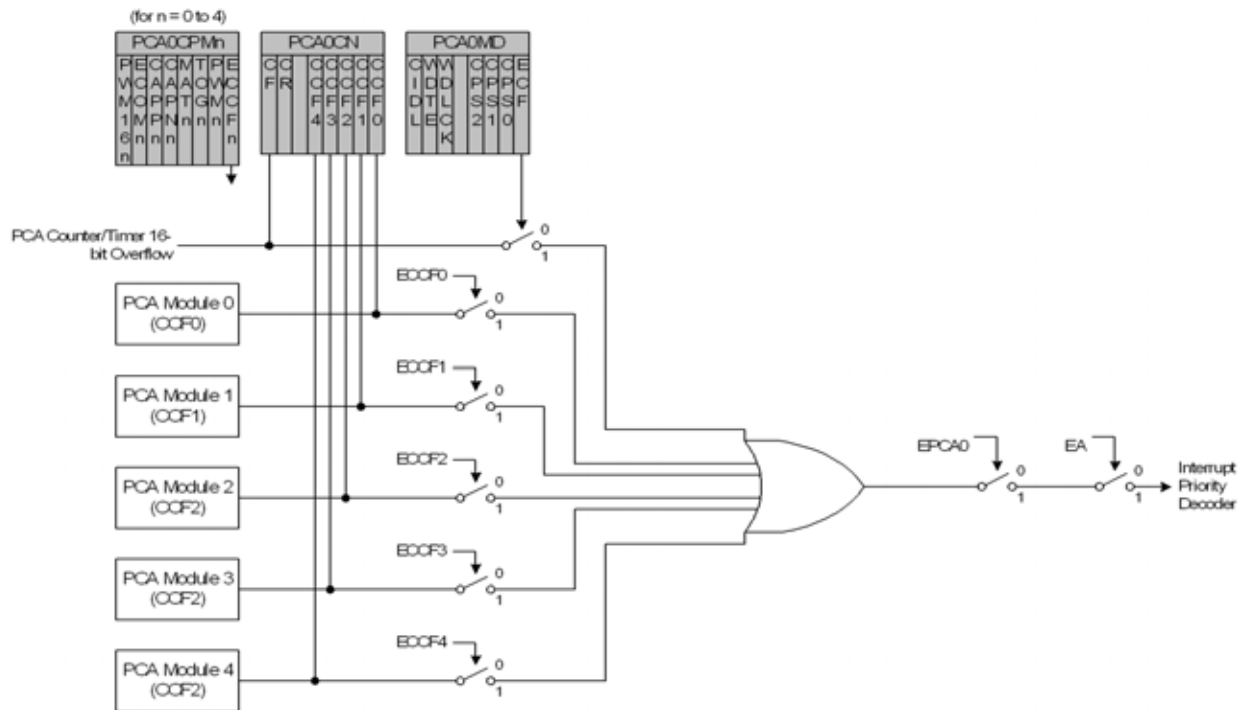 (for n = 0 to 4)
PCA0CPMn
PWM16n
ECOMn
CAPPn
CAPNn
MATn
TOGn
PWMn
ECCFn
PCA0CN
CF
CR
CCF4
CCF3
CCF2
CCF1
CCF0
PCA0MD
CIDL
WDTE
WDLCK
CPS2
CPS1
CPS0
ECF
PCA Counter/Timer 16-
bit Overflow
0
1
PCA Module 0
(CCF0)
ECCF0
0
1
PCA Module 1
(CCF1)
ECCF1
0
1
PCA Module 2
(CCF2)
ECCF2
0
1
PCA Module 3
(CCF2)
ECCF3
0
1
PCA Module 4
(CCF2)
ECCF4
0
1
EPCA0
0
1
EA
0
1
Interrupt
Priority
Decoder